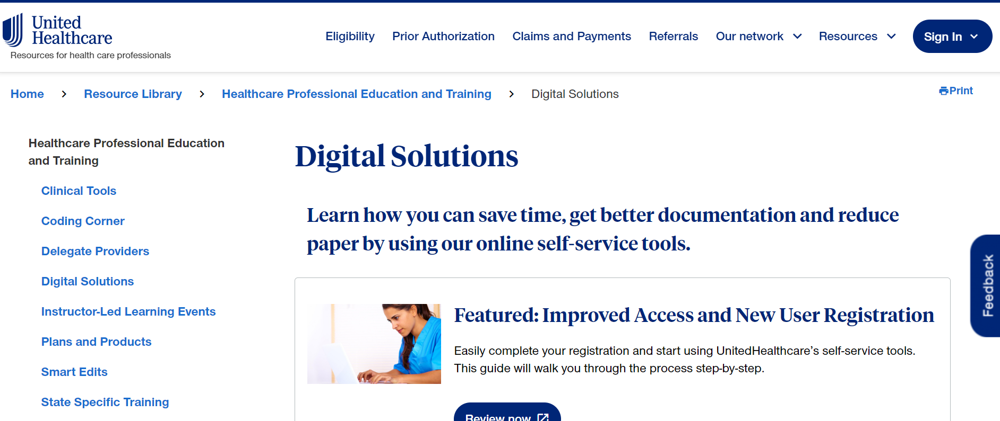 United
Healthcare
Resources for health care professionals
Eligibility
Prior Authorization
Claims and Payments
Referrals
Our network
Resources
Sign In
Home
Resource Library
Healthcare Professional Education and Training
Digital Solutions
Print
Healthcare Professional Education
and Training
Clinical Tools
Coding Corner
Delegate Providers
Digital Solutions
Instructor-Led Learning Events
Plans and Products
Smart Edits
State Specific Training
Digital Solutions
Learn how you can save time, get better documentation and reduce
paper by using our online self-service tools.
Featured: Improved Access and New User Registration
Easily complete your registration and start using UnitedHealthcare’s self-service tools.
This guide will walk you through the process step-by-step.
Review now
Feedback